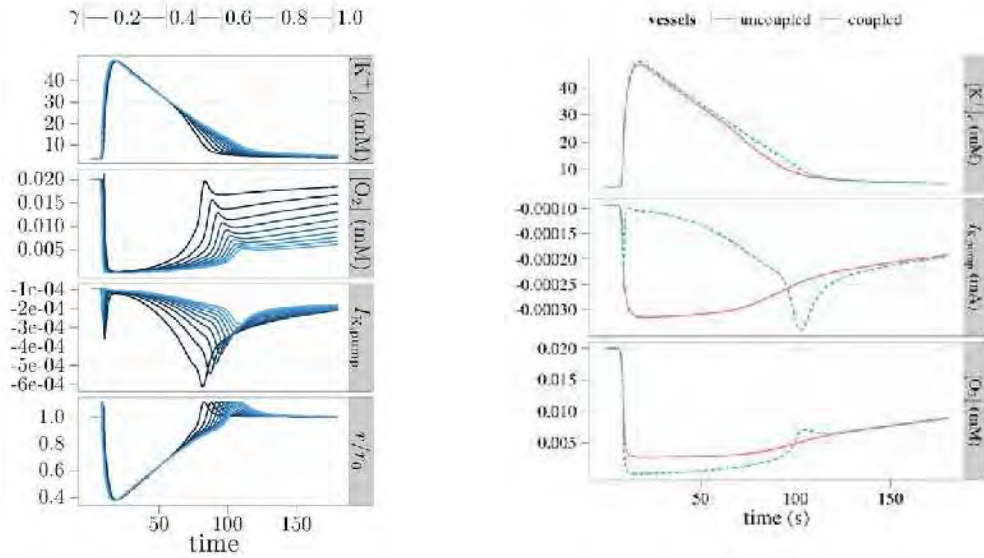 γ 0.2 0.4 0.6 0.8 1.0
40
30
20
10
[K⁺]e (mM)
0.020
0.015
0.010
0.005
[O₂] (mM)
-1e-04
-2e-04
-3e-04
-4e-04
-5e-04
-6e-04
I K,pump
1.0
0.8
0.6
0.4
r/r₀
50 100 150
time
vessels uncoupled coupled
40
30
20
10
[K⁺]e (mM)
-0.00010
-0.00015
-0.00020
-0.00025
-0.00030
I K,pump (mA)
0.020
0.015
0.010
0.005
[O₂] (mM)
50 100 150
time (s)